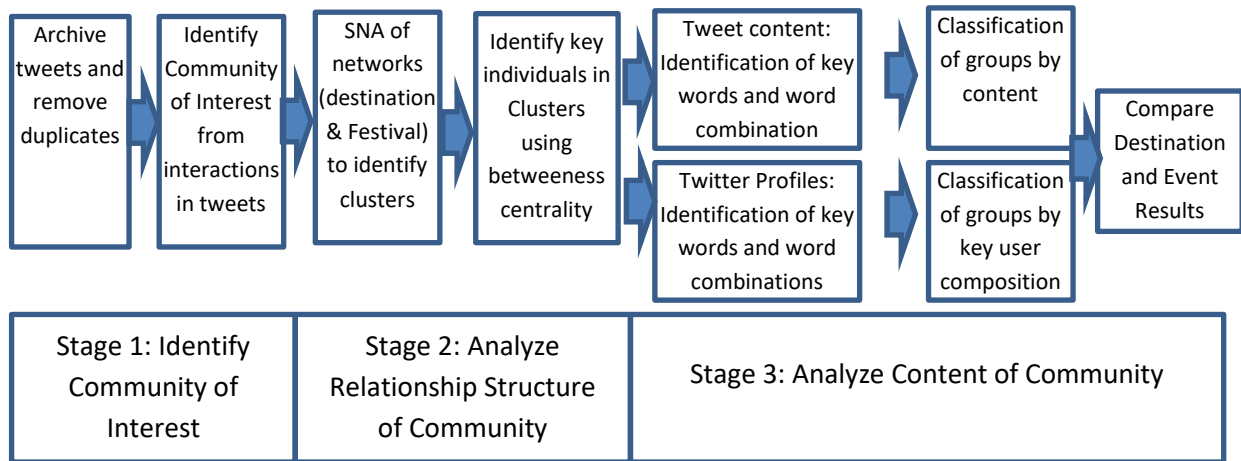 Archive
tweets and
remove
duplicates
Identify
Community
of Interest
from
interactions
in tweets
SNA of
networks
(destination
& Festival)
to identify
clusters
Identify key
individuals in
Clusters
using
betweeness
centrality
Tweet content:
Identification of key
words and word
combination
Twitter Profiles:
Identification of key
words and word
combinations
Classification
of groups by
content
Classification
of groups by
key user
composition
Compare
Destination
and Event
Results
Stage 1: Identify
Community of
Interest
Stage 2: Analyze
Relationship Structure
of Community
Stage 3: Analyze Content of Community